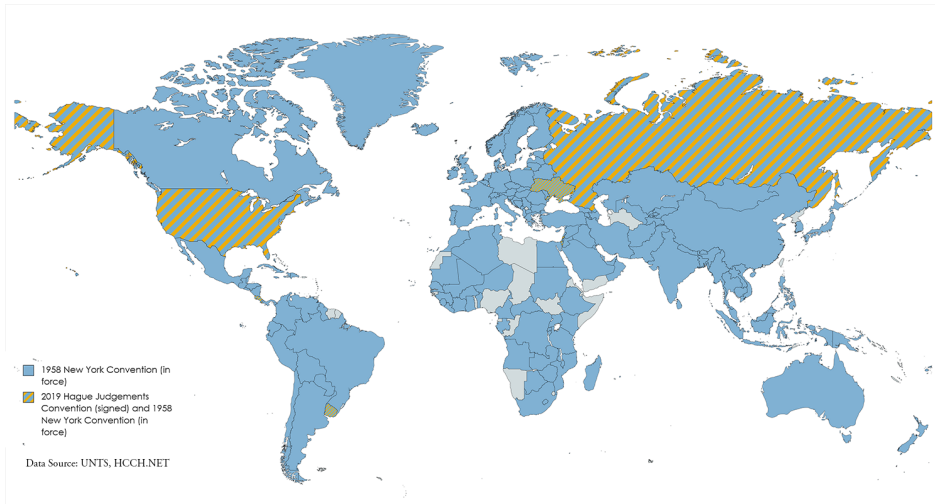 1958 New York Convention (in
force)
2019 Hague Judgements
Convention (signed) and 1958
New York Convention (in
force)
Data Source: UNTS, HCCH.NET